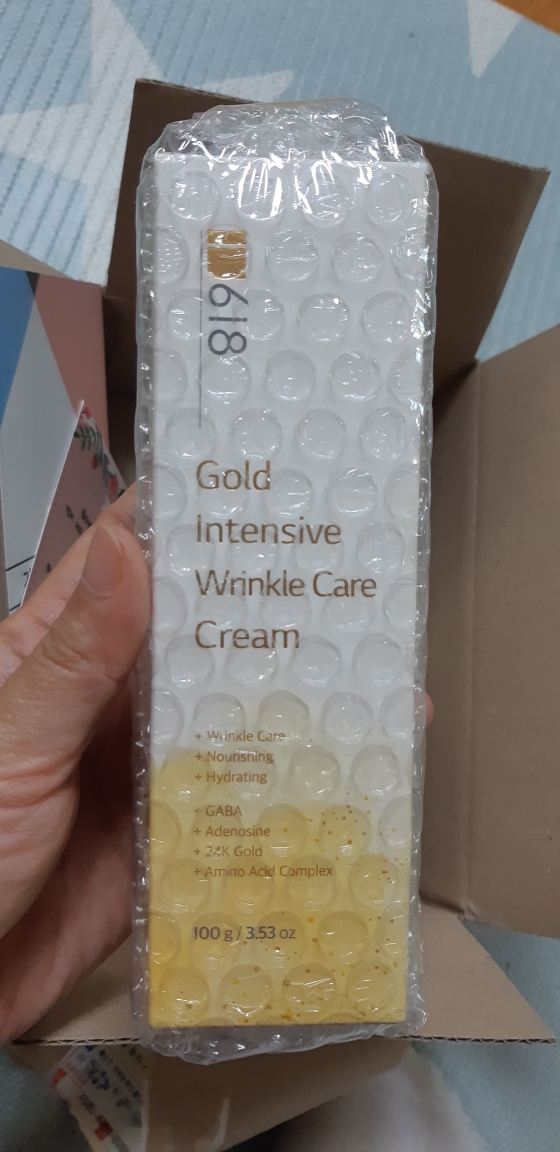 618
Gold
Intensive
Wrinkle Care
Cream
+ Wrinkle Care
+ Nourishing
+ Hydrating
+ GABA
+ Adenosine
+ 24K Gold
+ Amino Acid Complex
100 g / 3.53 oz